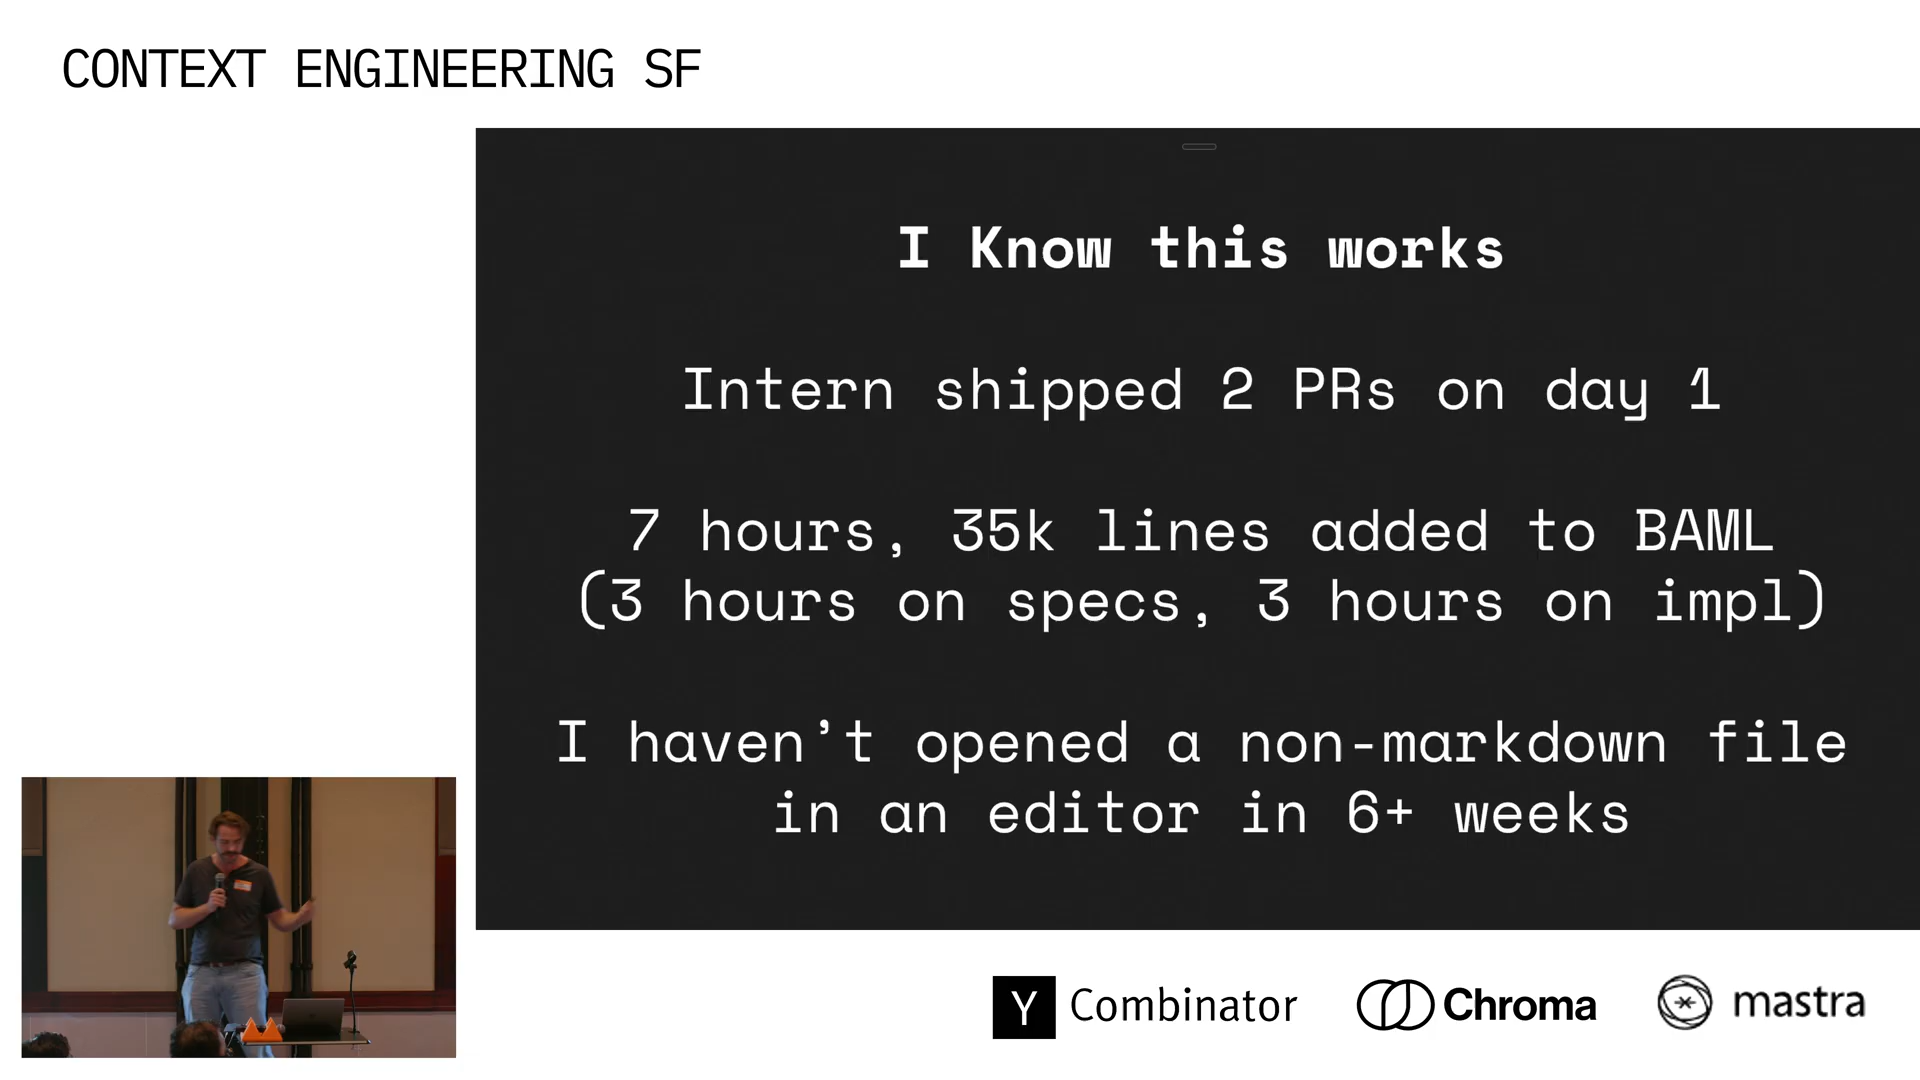 CONTEXT ENGINEERING SF
I Know this works
Intern shipped 2 PRs on day 1
7 hours, 35k lines added to BAML
(3 hours on specs, 3 hours on impl)
I haven’t opened a non-markdown file
in an editor in 6+ weeks
Y Combinator
Chroma
mastra